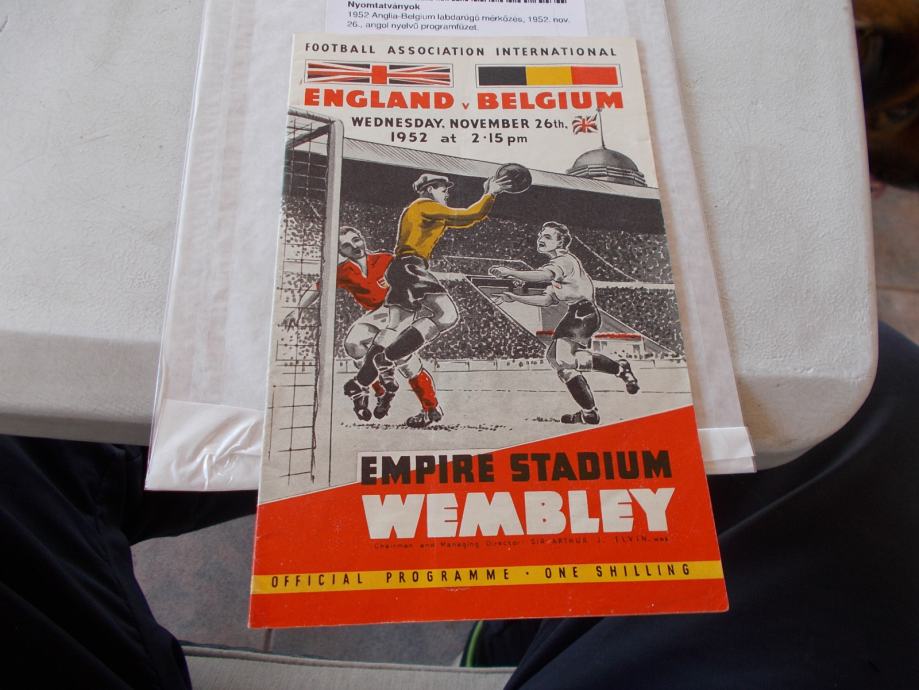 Nyomtatványok
1952 Anglia-Belgium labdarúgó mérkőzés, 1952. nov.
26., angol nyelvű programfüzet.
FOOTBALL ASSOCIATION INTERNATIONAL
ENGLAND v BELGIUM
WEDNESDAY, NOVEMBER 26th,
1952 at 2·15 pm
EMPIRE STADIUM
WEMBLEY
Chairman and Managing Director: SIR ARTHUR J. ELVIN, MBE
OFFICIAL PROGRAMME · ONE SHILLING